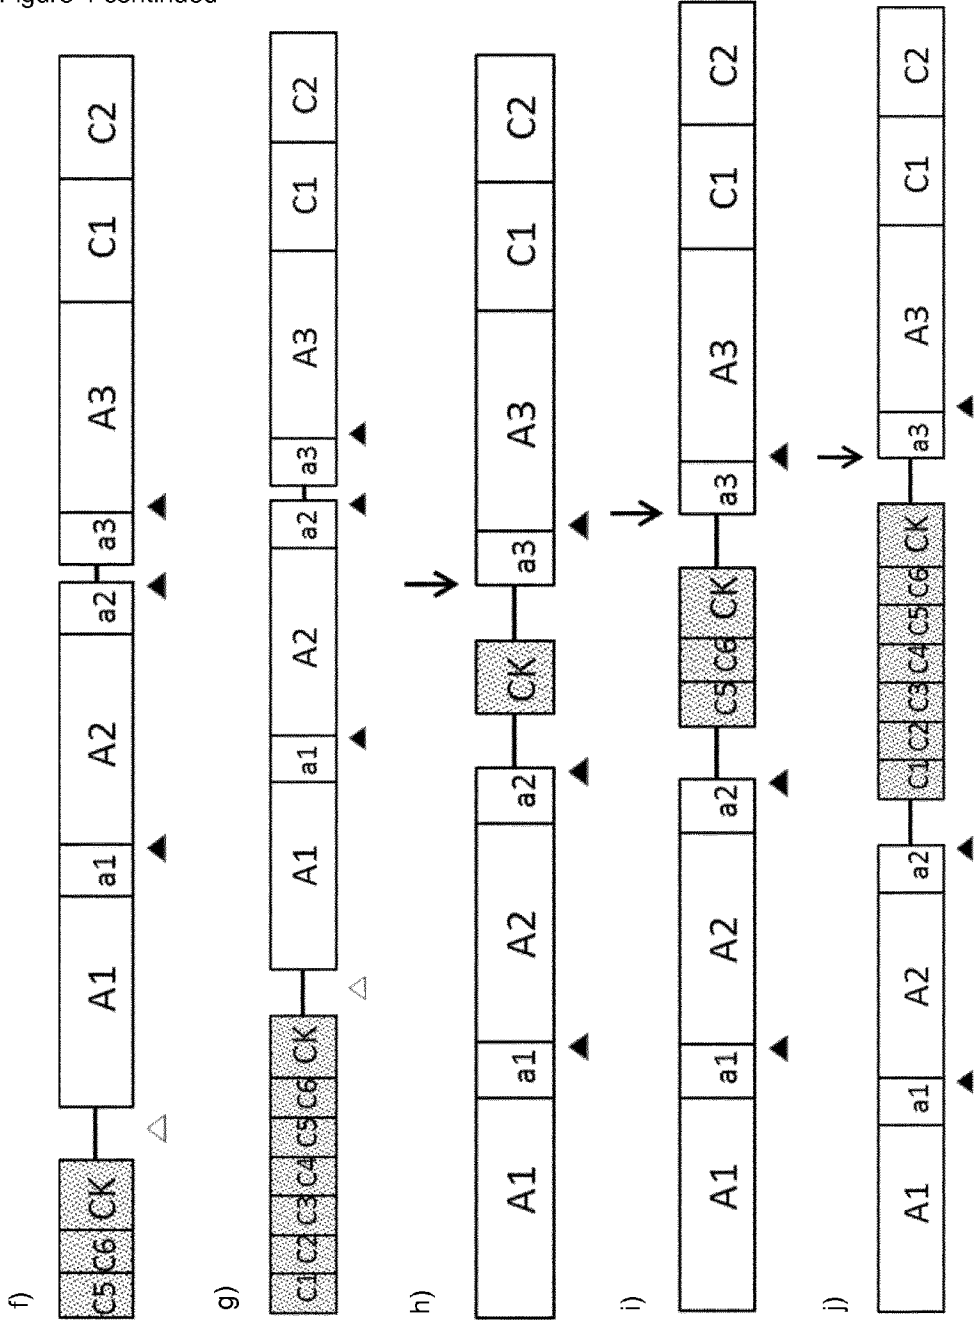 Figure continued
f) C5 C6 CK A1 a1 A2 a2 a3 A3 C1 C2
g) C1 C2 C3 C4 C5 C6 CK A1 a1 A2 a2 a3 A3 C1 C2
h) A1 a1 A2 a2 CK a3 A3 C1 C2
i) A1 a1 A2 a2 C5 C6 CK a3 A3 C1 C2
j) A1 a1 A2 a2 C1 C2 C3 C4 C5 C6 CK a3 A3 C1 C2